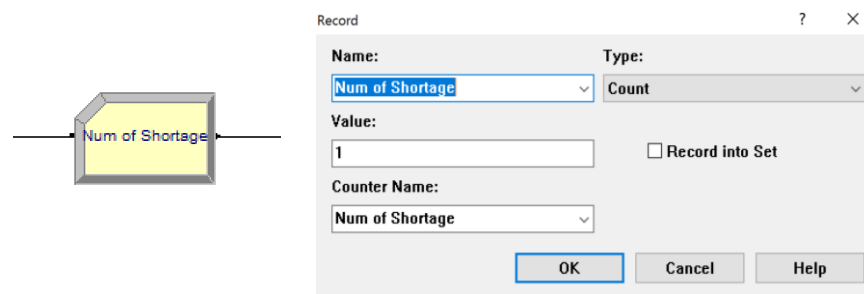 Num of Shortage
Record
?
Name:
Type:
Num of Shortage
Count
Value:
1
Record into Set
Counter Name:
Num of Shortage
OK
Cancel
Help